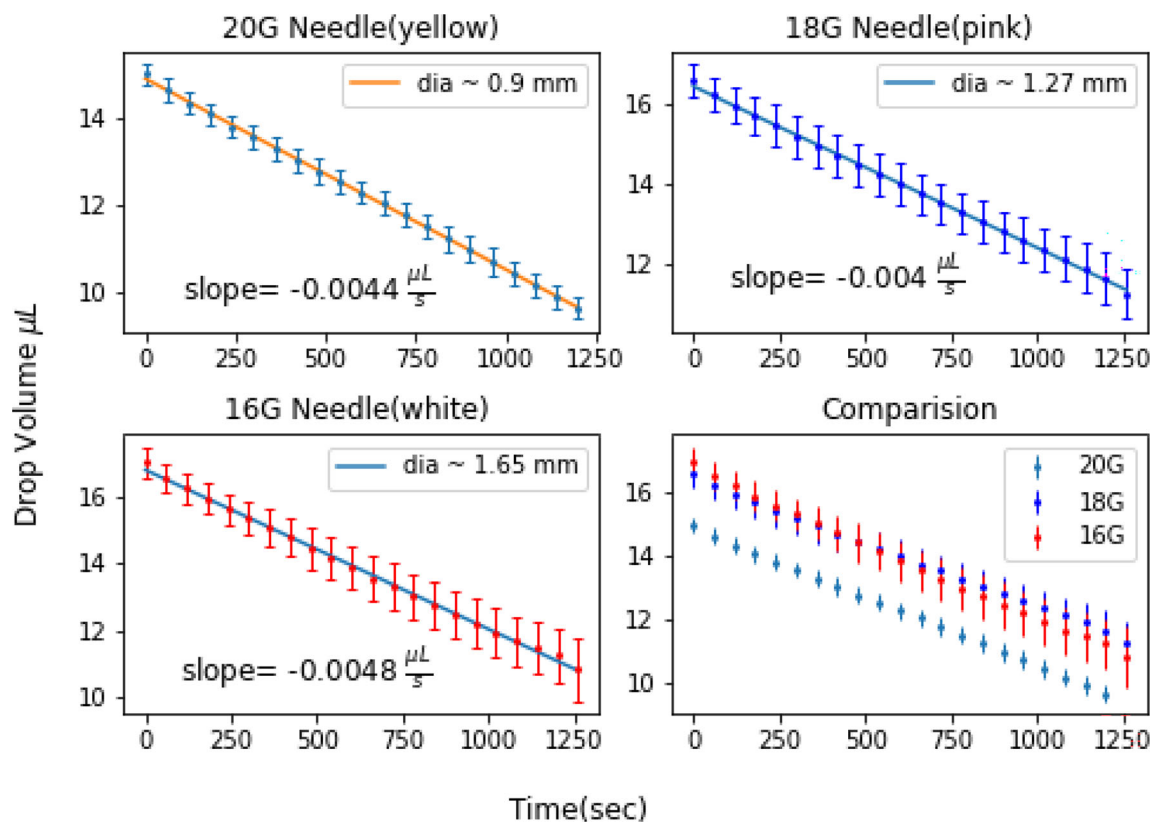 20G Needle(yellow)
dia ~ 0.9 mm
14
12
10
slope= -0.0044 μL/s
0 250 500 750 1000 1250
18G Needle(pink)
dia ~ 1.27 mm
16
14
12
slope= -0.004 μL/s
0 250 500 750 1000 1250
Drop Volume μL
16G Needle(white)
dia ~ 1.65 mm
16
14
12
10
slope= -0.0048 μL/s
0 250 500 750 1000 1250
Comparision
20G
18G
16G
16
14
12
10
0 250 500 750 1000 1250
Time(sec)